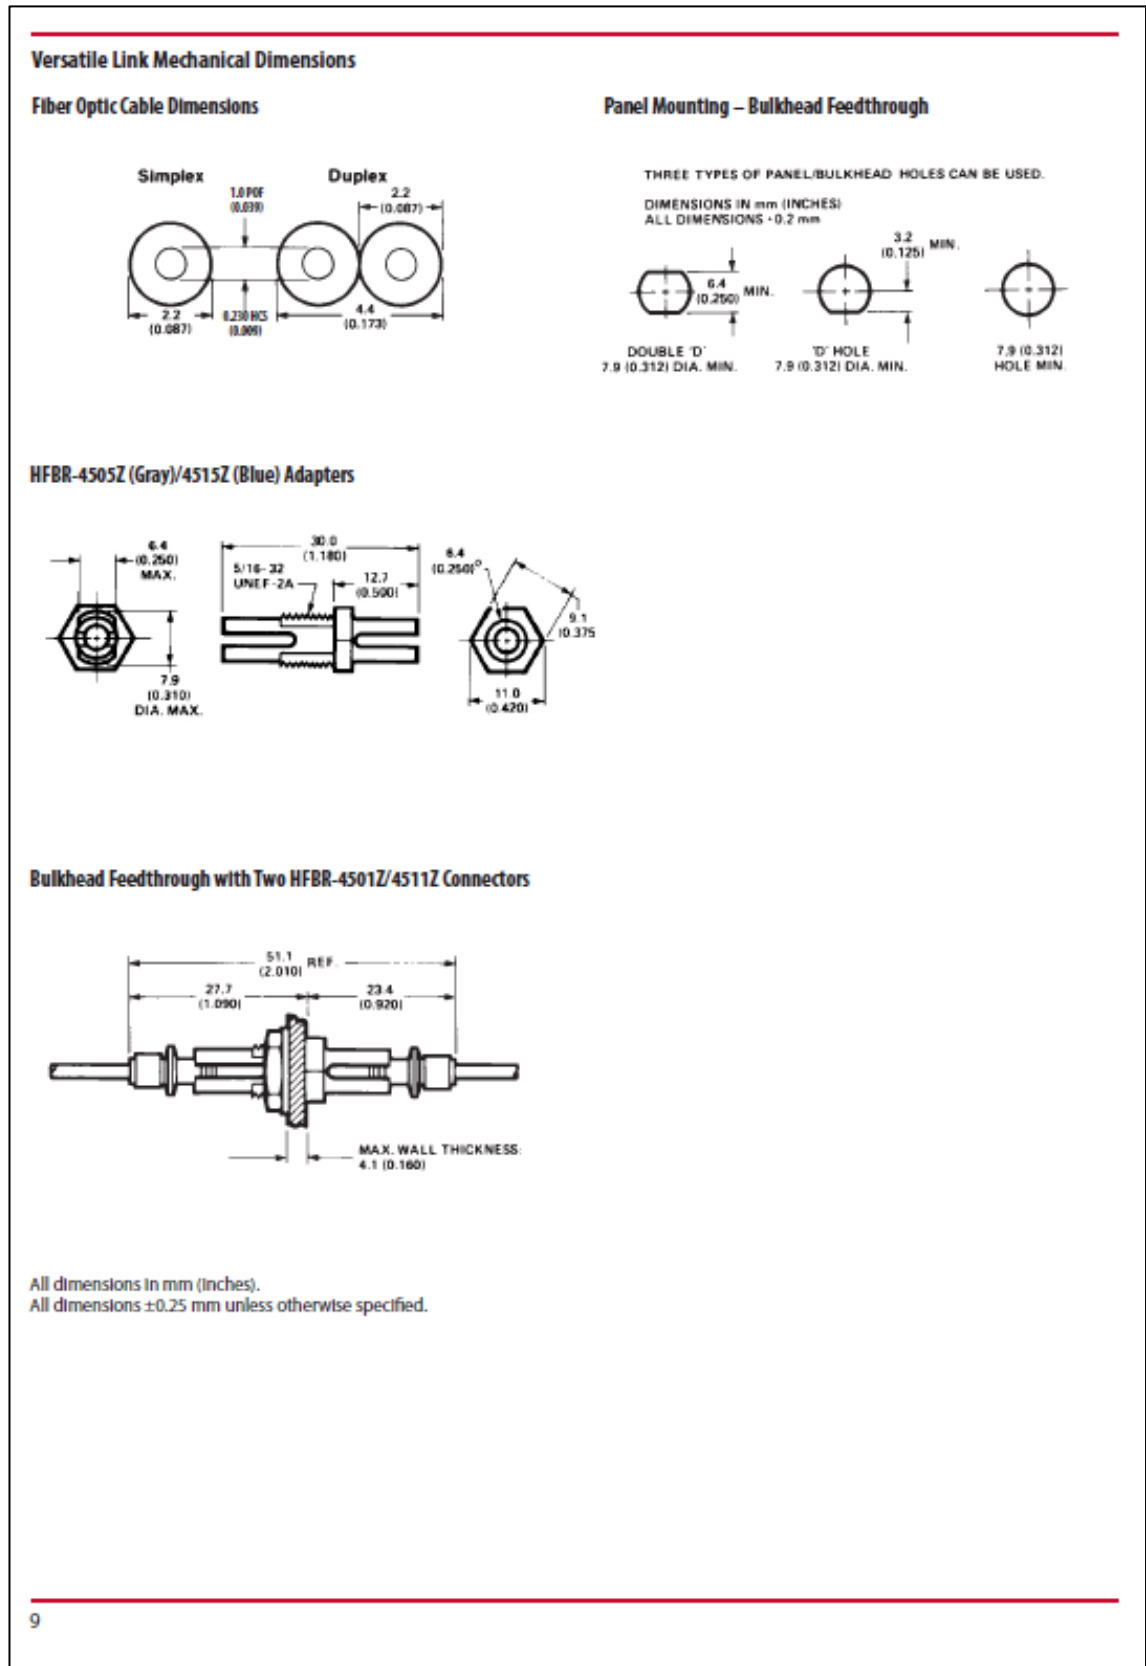 Versatile Link Mechanical Dimensions
Fiber Optic Cable Dimensions
Simplex
Duplex
1.0 POF
(0.039)
2.2
(0.087)
2.2
(0.087)
0.230 HCS
(0.009)
4.4
(0.173)
Panel Mounting – Bulkhead Feedthrough
THREE TYPES OF PANEL/BULKHEAD HOLES CAN BE USED.
DIMENSIONS IN mm (INCHES)
ALL DIMENSIONS ·0.2 mm
3.2
(0.125) MIN.
6.4
(0.250) MIN.
DOUBLE 'D'
7.9 (0.312) DIA. MIN.
'D' HOLE
7.9 (0.312) DIA. MIN.
7.9 (0.312)
HOLE MIN.
HFBR-4505Z (Gray)/4515Z (Blue) Adapters
6.4
(0.250)
MAX.
7.9
(0.310)
DIA. MAX.
30.0
(1.180)
5/16-32
UNEF-2A
12.7
(0.500)
6.4
(0.250)
9.1
(0.375
11.0
(0.420)
Bulkhead Feedthrough with Two HFBR-4501Z/4511Z Connectors
51.1
(2.010) REF.
27.7
(1.090)
23.4
(0.920)
MAX. WALL THICKNESS:
4.1 (0.160)
All dimensions in mm (inches).
All dimensions ±0.25 mm unless otherwise specified.
9